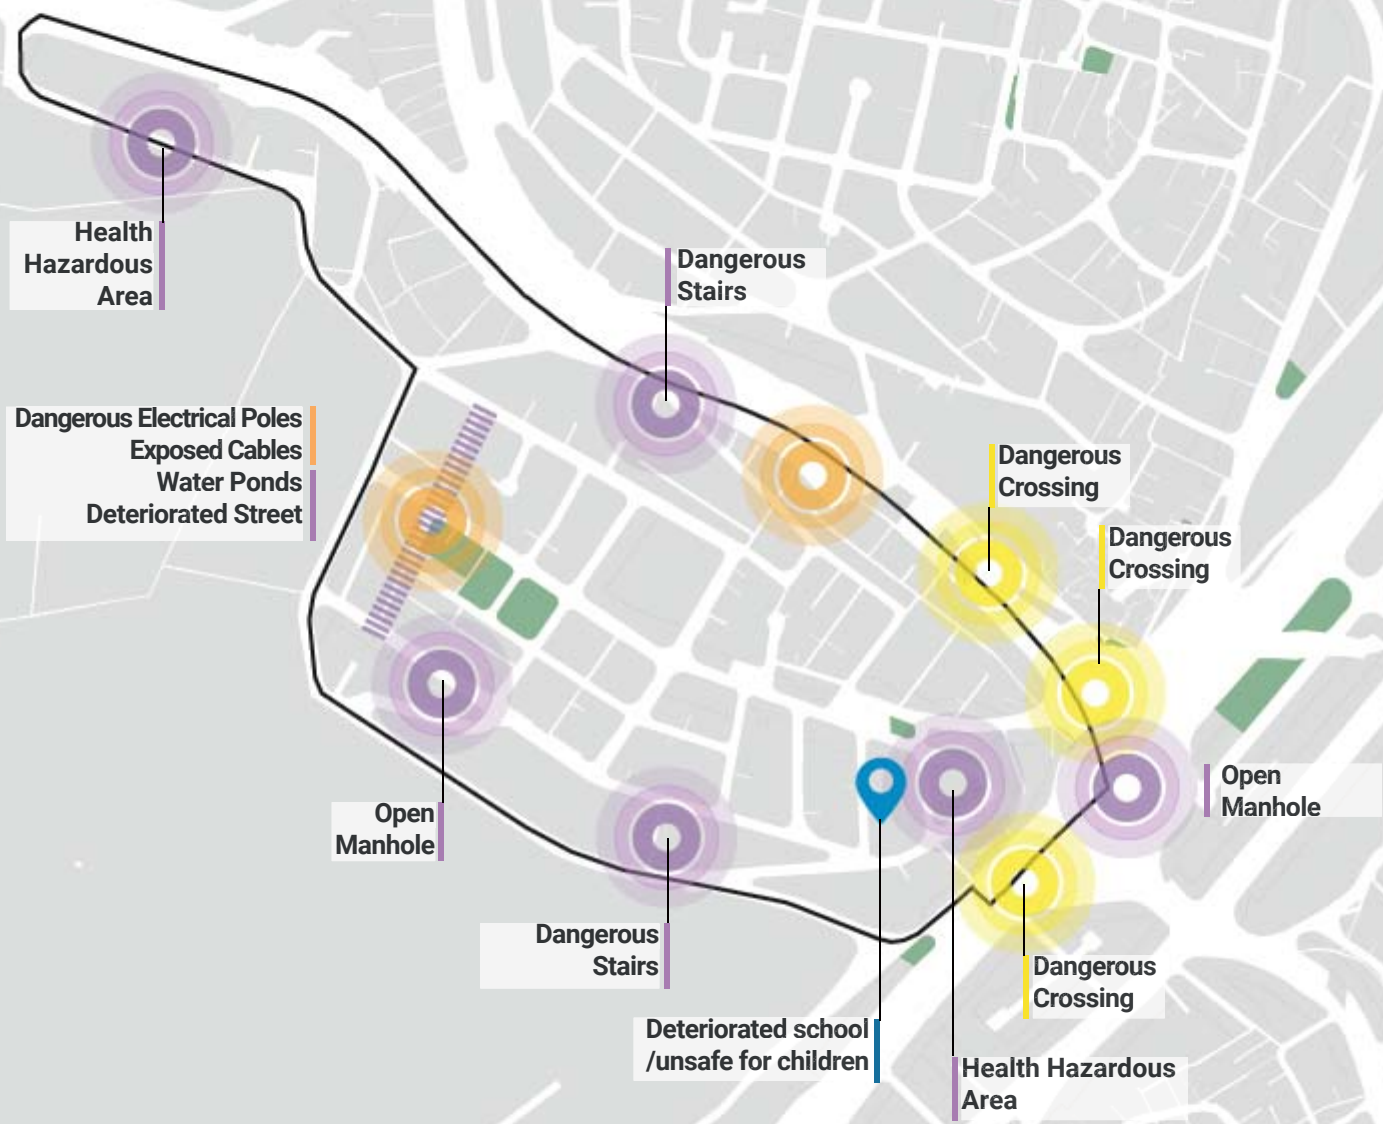 Health
Hazardous
Area
Dangerous
Stairs
Dangerous Electrical Poles
Exposed Cables
Water Ponds
Deteriorated Street
Dangerous
Crossing
Dangerous
Crossing
Open
Manhole
Open
Manhole
Dangerous
Stairs
Dangerous
Crossing
Deteriorated school
/unsafe for children
Health Hazardous
Area